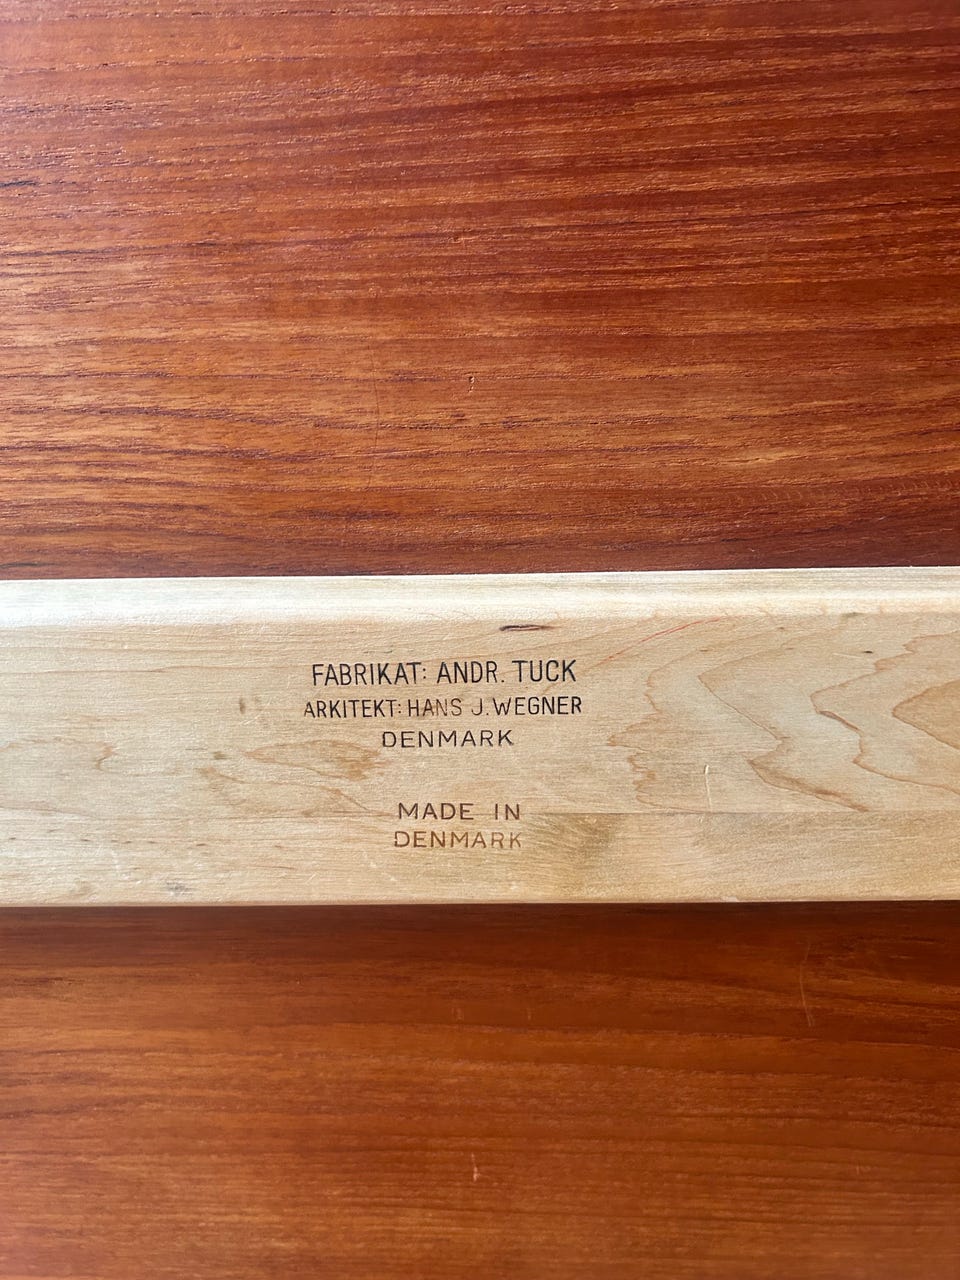 FABRIKAT: ANDR. TUCK
ARKITEKT: HANS J. WEGNER
DENMARK
MADE IN
DENMARK